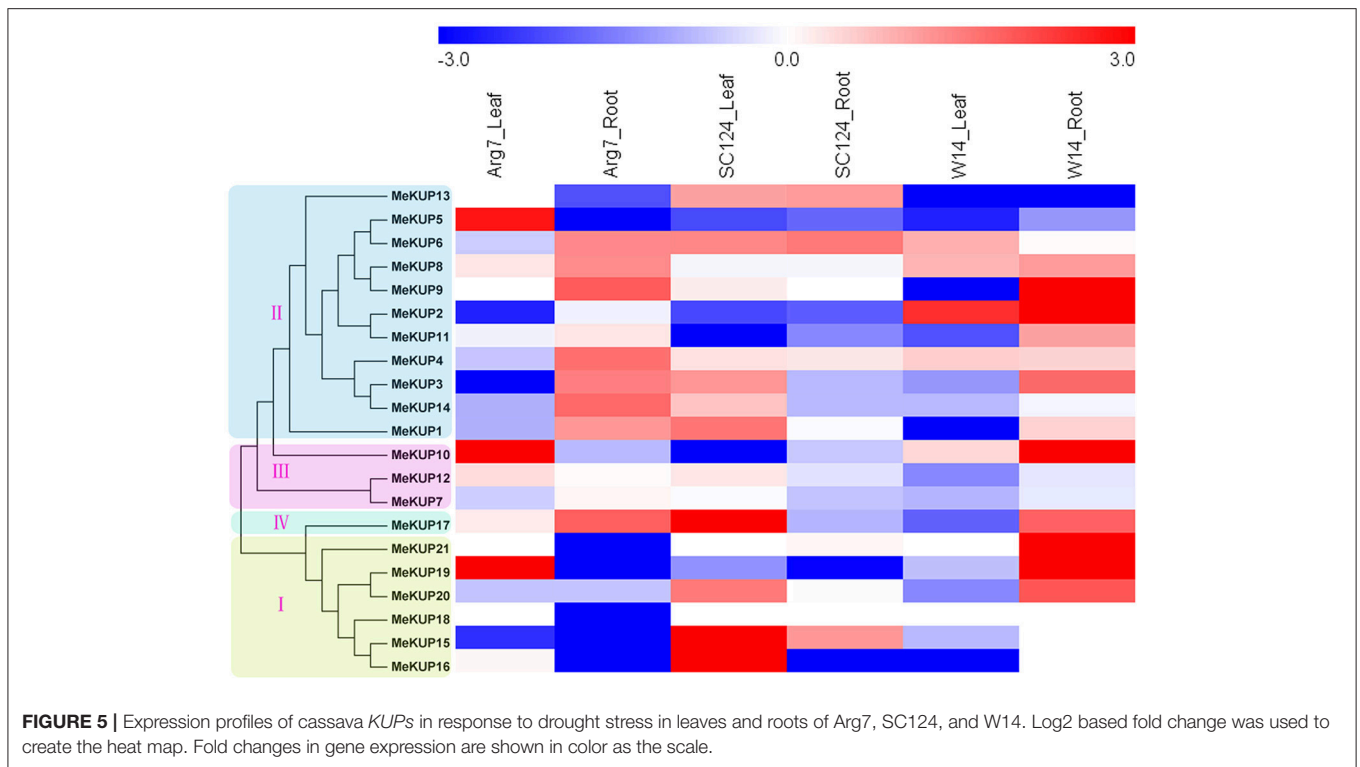 -3.0 0.0 3.0
Arg7_Leaf Arg7_Root SC124_Leaf SC124_Root W14_Leaf W14_Root
MeKUP13
MeKUP5
MeKUP6
MeKUP8
MeKUP9
II
MeKUP2
MeKUP11
MeKUP4
MeKUP3
MeKUP14
MeKUP1
MeKUP10
III
MeKUP12
MeKUP7
IV
MeKUP17
MeKUP21
MeKUP19
MeKUP20
I
MeKUP18
MeKUP15
MeKUP16
FIGURE 5 | Expression profiles of cassava KUPs in response to drought stress in leaves and roots of Arg7, SC124, and W14. Log2 based fold change was used to
create the heat map. Fold changes in gene expression are shown in color as the scale.